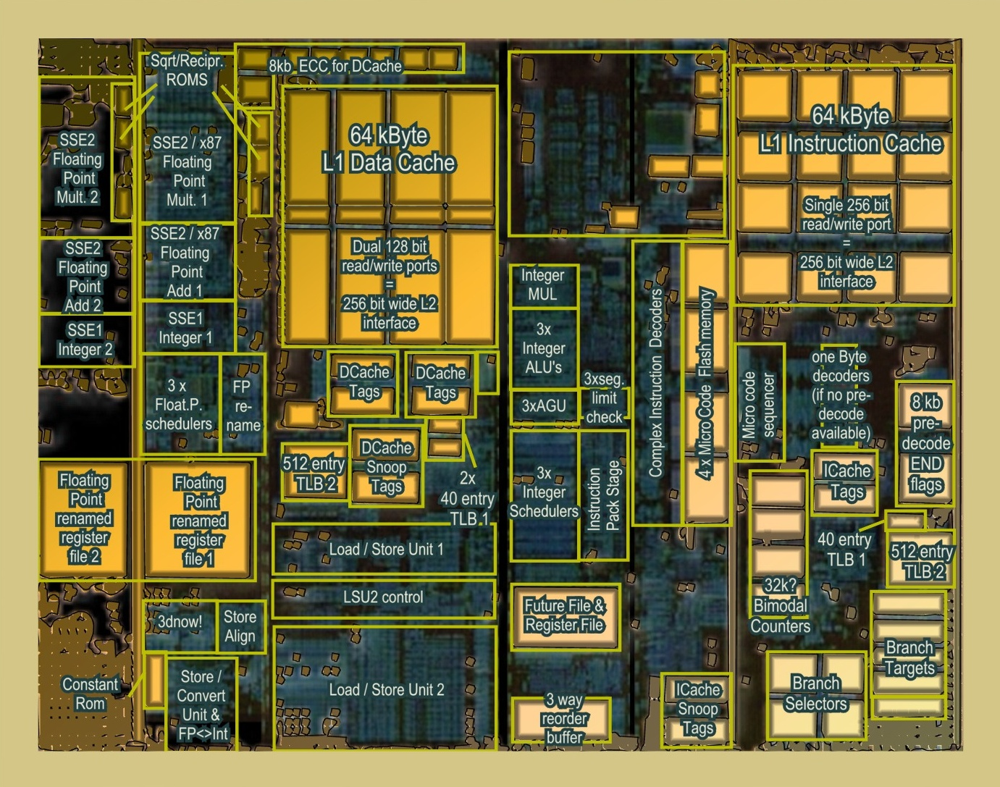 Sqrt/Recipr.
ROMS
8kb ECC for DCache
SSE2
Floating
Point
Mult. 2
SSE2 / x87
Floating
Point
Mult. 1
64 kByte
L1 Data Cache
Dual 128 bit
read/write ports
=
256 bit wide L2
interface
64 kByte
L1 Instruction Cache
Single 256 bit
read/write port
=
256 bit wide L2
interface
SSE2
Floating
Point
Add 2
SSE2 / x87
Floating
Point
Add 1
SSE1
Integer 2
SSE1
Integer 1
3 x
Float.P.
schedulers
FP
re-
name
DCache
Tags
DCache
Tags
DCache
Snoop
Tags
512 entry
TLB 2
2x
40 entry
TLB 1
Integer
MUL
3x
Integer
ALU's
3xAGU
3xseg.
limit
check
3x
Integer
Schedulers
Instruction
Pack Stage
Complex Instruction Decoders
4 x MicroCode Flash memory
Micro code
sequencer
one Byte
decoders
(if no pre-
decode
available)
8 kb
pre-
decode
END
flags
ICache
Tags
40 entry
TLB 1
512 entry
TLB 2
32k?
Bimodal
Counters
Branch
Targets
Branch
Selectors
Floating
Point
renamed
register
file 2
Floating
Point
renamed
register
file 1
Load / Store Unit 1
LSU2 control
Load / Store Unit 2
Future File &
Register File
3 way
reorder
buffer
ICache
Snoop
Tags
3dnow!
Store
Align
Constant
Rom
Store /
Convert
Unit &
FP<>Int